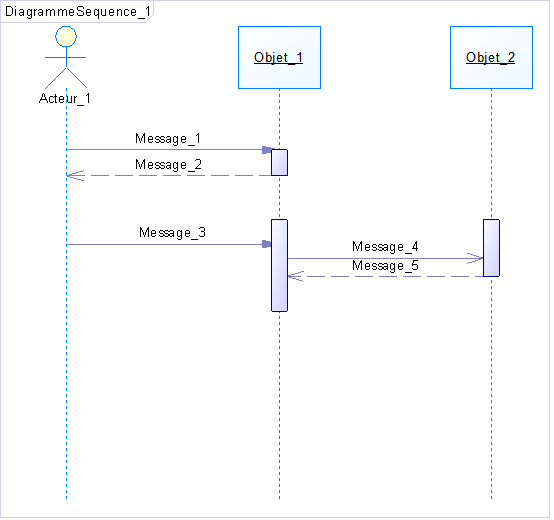 DiagrammeSequence_1
Acteur_1
Objet_1
Objet_2
Message_1
Message_2
Message_3
Message_4
Message_5